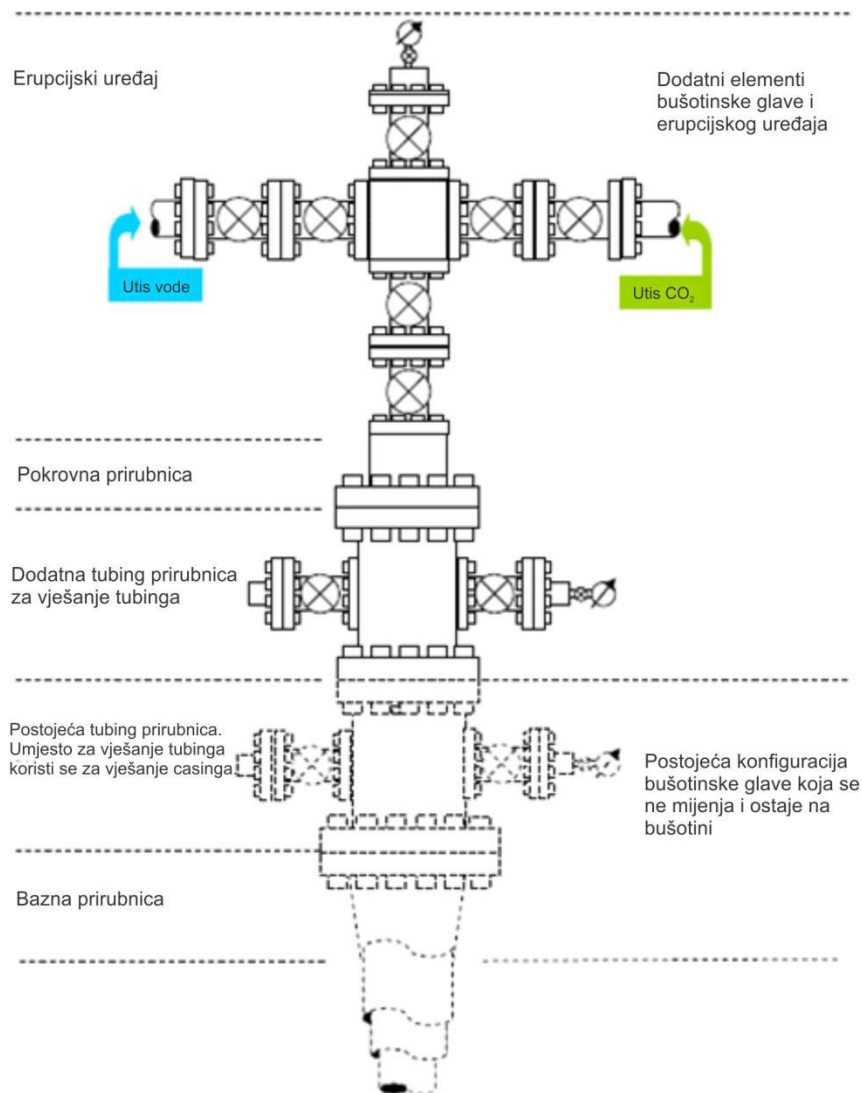 Erupcijski uređaj
Dodatni elementi
bušotinske glave i
erupcijskog uređaja
Utis vode
Utis CO₂
Pokrovna prirubnica
Dodatna tubing prirubnica
za vješanje tubinga
Postojeća tubing prirubnica.
Umjesto za vješanje tubinga
koristi se za vješanje casinga.
Postojeća konfiguracija
bušotinske glave koja se
ne mijenja i ostaje na
bušotini
Bazna prirubnica